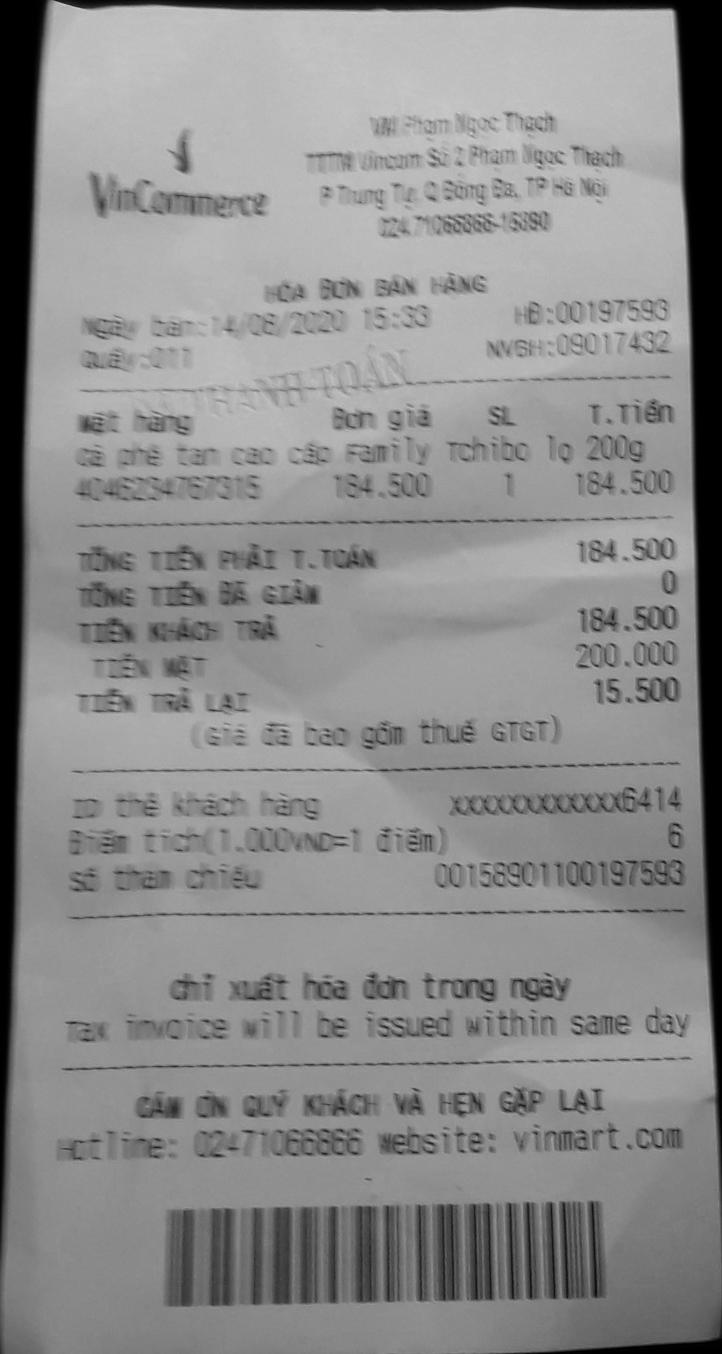 VinCommerce
VM Phạm Ngọc Thạch
TTTM Vincom Số 2 Phạm Ngọc Thạch
P Trung Tự, Q Đống Đa, TP Hà Nội
024.71066866-15890
HÓA ĐƠN BÁN HÀNG
Ngày bán:14/08/2020 15:33 HĐ:00197593
Quầy:011 NVBH:09017432
THANH TOÁN
Mặt hàng Đơn giá SL T.Tiền
Cà phê tan cao cấp Family Tchibo lọ 200g
4046234767315 184.500 1 184.500
TỔNG TIỀN PHẢI T.TOÁN 184.500
TỔNG TIỀN ĐÃ GIẢM 0
TIỀN KHÁCH TRẢ 184.500
TIỀN MẶT 200.000
TIỀN TRẢ LẠI 15.500
(Giá đã bao gồm thuế GTGT)
ID thẻ khách hàng xxxxxxxxxxxx6414
Điểm tích(1.000VND=1 điểm) 6
Số tham chiếu 00158901100197593
Chỉ xuất hóa đơn trong ngày
Tax invoice will be issued within same day
CẢM ƠN QUÝ KHÁCH VÀ HẸN GẶP LẠI
Hotline: 02471066866 Website: vinmart.com